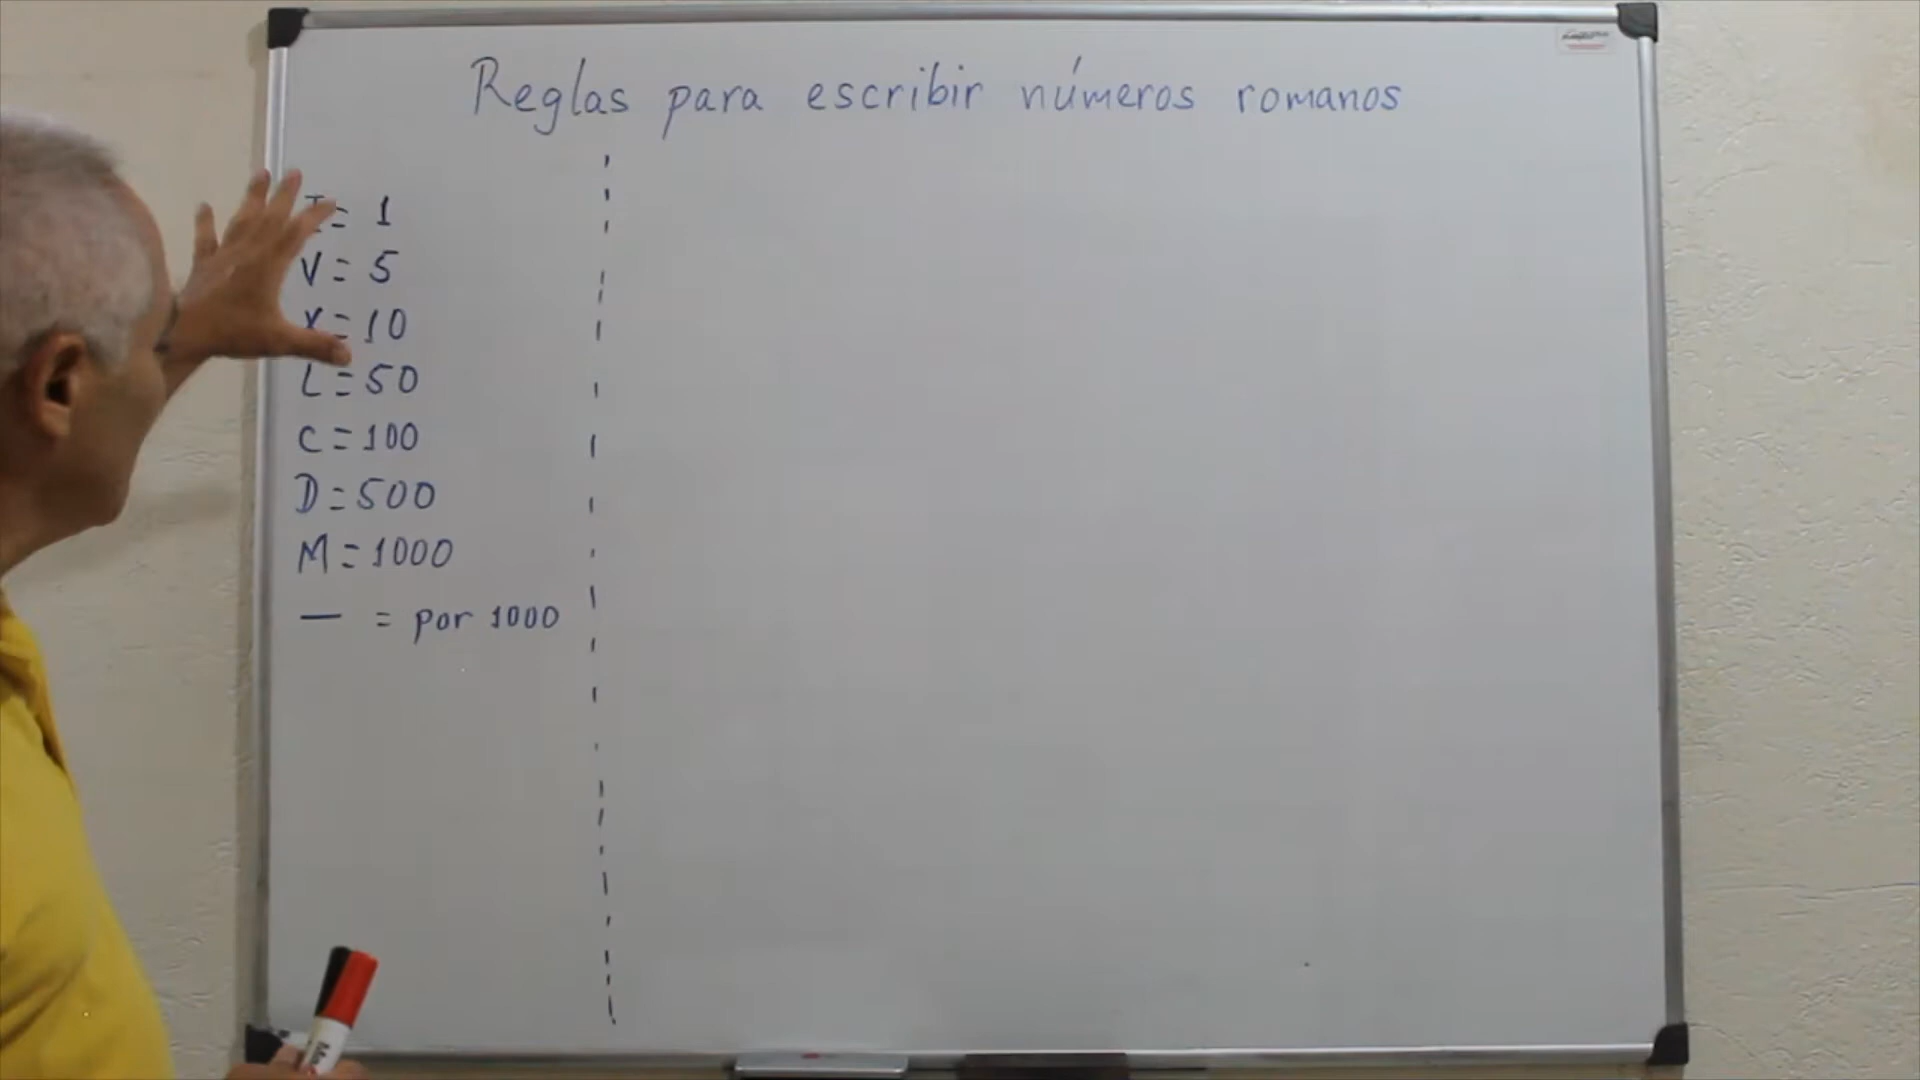 Reglas para escribir números romanos
I = 1
V = 5
X = 10
L = 50
C = 100
D = 500
M = 1000
— = por 1000